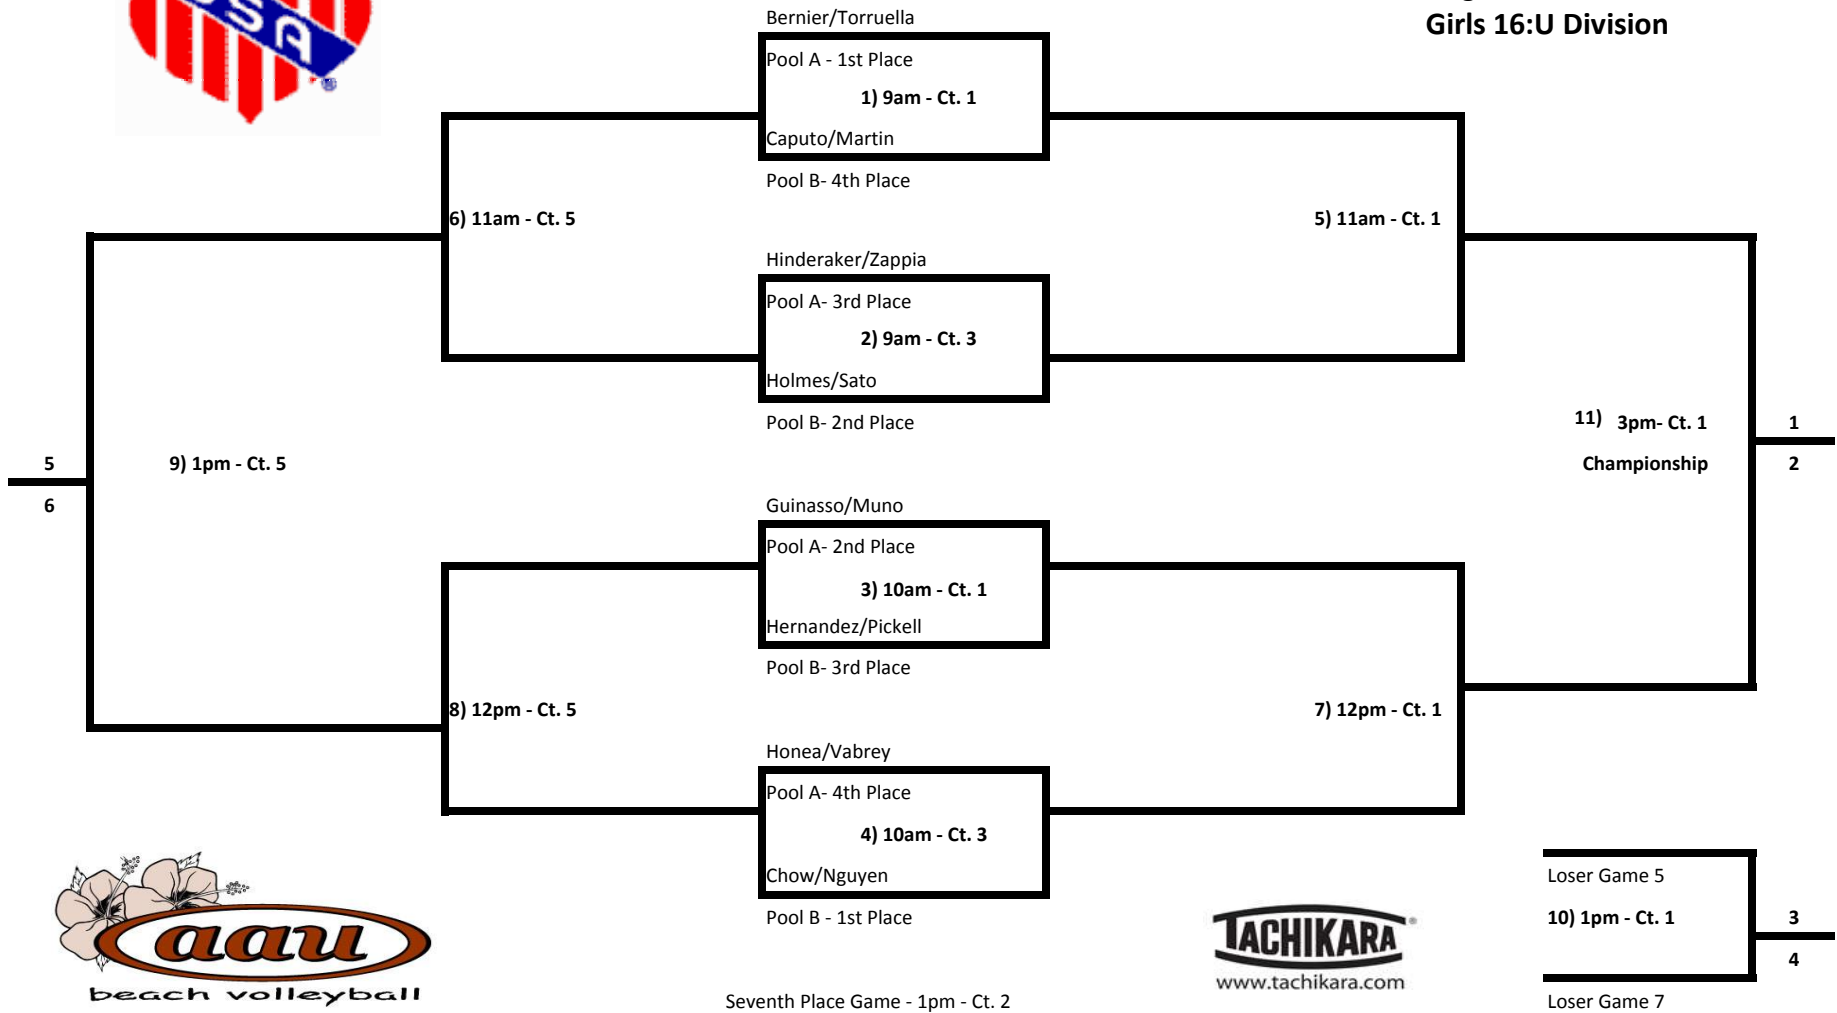 USA
Girls 16:U Division
Bernier/Torruella
Pool A - 1st Place
1) 9am - Ct. 1
Caputo/Martin
Pool B- 4th Place
6) 11am - Ct. 5
5) 11am - Ct. 1
Hinderaker/Zappia
Pool A- 3rd Place
2) 9am - Ct. 3
Holmes/Sato
Pool B- 2nd Place
11) 3pm- Ct. 1
1
Championship
2
5
9) 1pm - Ct. 5
6
Guinasso/Muno
Pool A- 2nd Place
3) 10am - Ct. 1
Hernandez/Pickell
Pool B- 3rd Place
8) 12pm - Ct. 5
7) 12pm - Ct. 1
Honea/Vabrey
Pool A- 4th Place
4) 10am - Ct. 3
Chow/Nguyen
Pool B - 1st Place
Loser Game 5
10) 1pm - Ct. 1
3
4
Loser Game 7
aau
beach volleyball
TACHIKARA
www.tachikara.com
Seventh Place Game - 1pm - Ct. 2